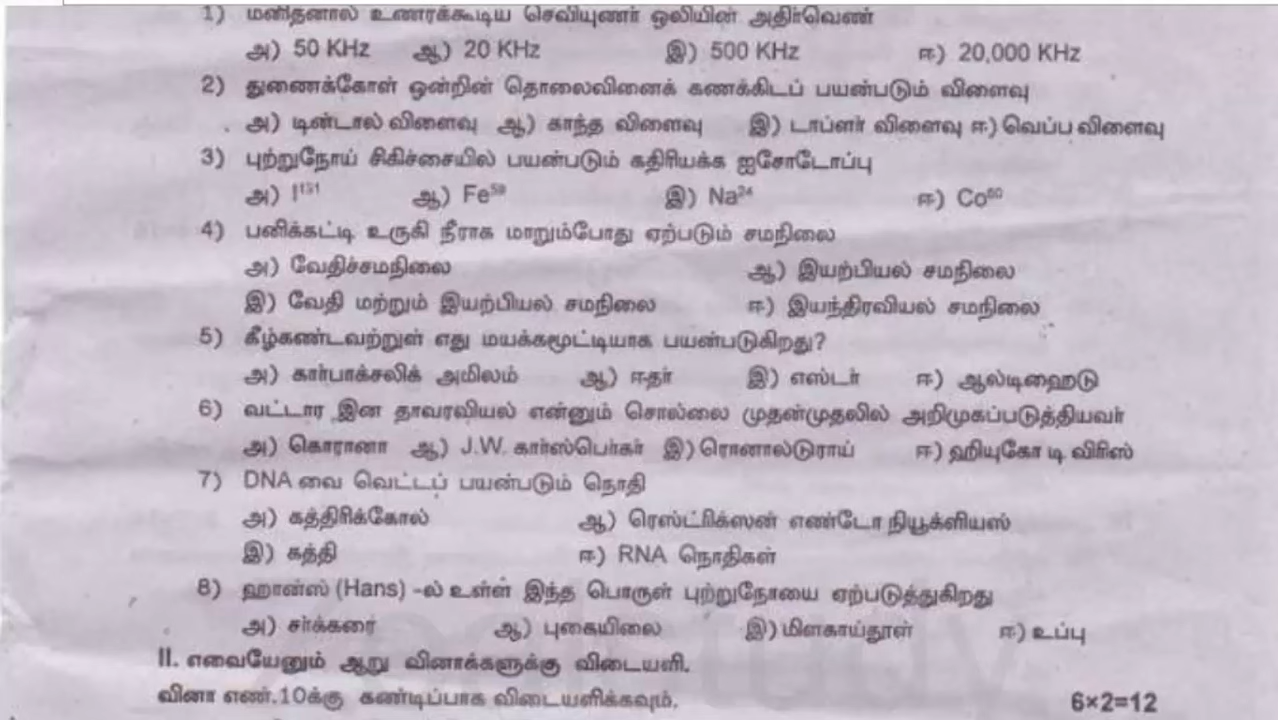 1) மனிதனால் உணரக்கூடிய செவியுணர் ஒலியின் அதிர்வெண்
அ) 50 KHz ஆ) 20 KHz இ) 500 KHz ஈ) 20,000 KHz
2) துணைக்கோள் ஒன்றின் தொலைவினைக் கணக்கிடப் பயன்படும் விளைவு
அ) டிண்டால் விளைவு ஆ) காந்த விளைவு இ) டாப்ளர் விளைவு ஈ) வெப்ப விளைவு
3) புற்றுநோய் சிகிச்சையில் பயன்படும் கதிரியக்க ஐசோடோப்பு
அ) I¹³¹ ஆ) Fe⁵⁹ இ) Na²⁴ ஈ) Co⁶⁰
4) பனிக்கட்டி உருகி நீராக மாறும்போது ஏற்படும் சமநிலை
அ) வேதிச்சமநிலை ஆ) இயற்பியல் சமநிலை
இ) வேதி மற்றும் இயற்பியல் சமநிலை ஈ) இயந்திரவியல் சமநிலை
5) கீழ்கண்டவற்றுள் எது மயக்கமூட்டியாக பயன்படுகிறது?
அ) கார்பாக்சலிக் அமிலம் ஆ) ஈதர் இ) எஸ்டர் ஈ) ஆல்டிஹைடு
6) வட்டார இன தாவரவியல் என்னும் சொல்லை முதன்முதலில் அறிமுகப்படுத்தியவர்
அ) கொரானா ஆ) J.W. கார்ஸ்பெர்கர் இ) ரொனால்டுராய் ஈ) ஹியுகோ டி விரிஸ்
7) DNA வை வெட்டப் பயன்படும் நொதி
அ) கத்திரிக்கோல் ஆ) ரெஸ்ட்ரிக்ஸன் எண்டோ நியூக்ளியஸ்
இ) கத்தி ஈ) RNA நொதிகள்
8) ஹான்ஸ் (Hans) -ல் உள்ள இந்த பொருள் புற்றுநோயை ஏற்படுத்துகிறது
அ) சர்க்கரை ஆ) புகையிலை இ) மிளகாய்தூள் ஈ) உப்பு
II. எவையேனும் ஆறு வினாக்களுக்கு விடையளி.
வினா எண்.10க்கு கண்டிப்பாக விடையளிக்கவும். 6×2=12